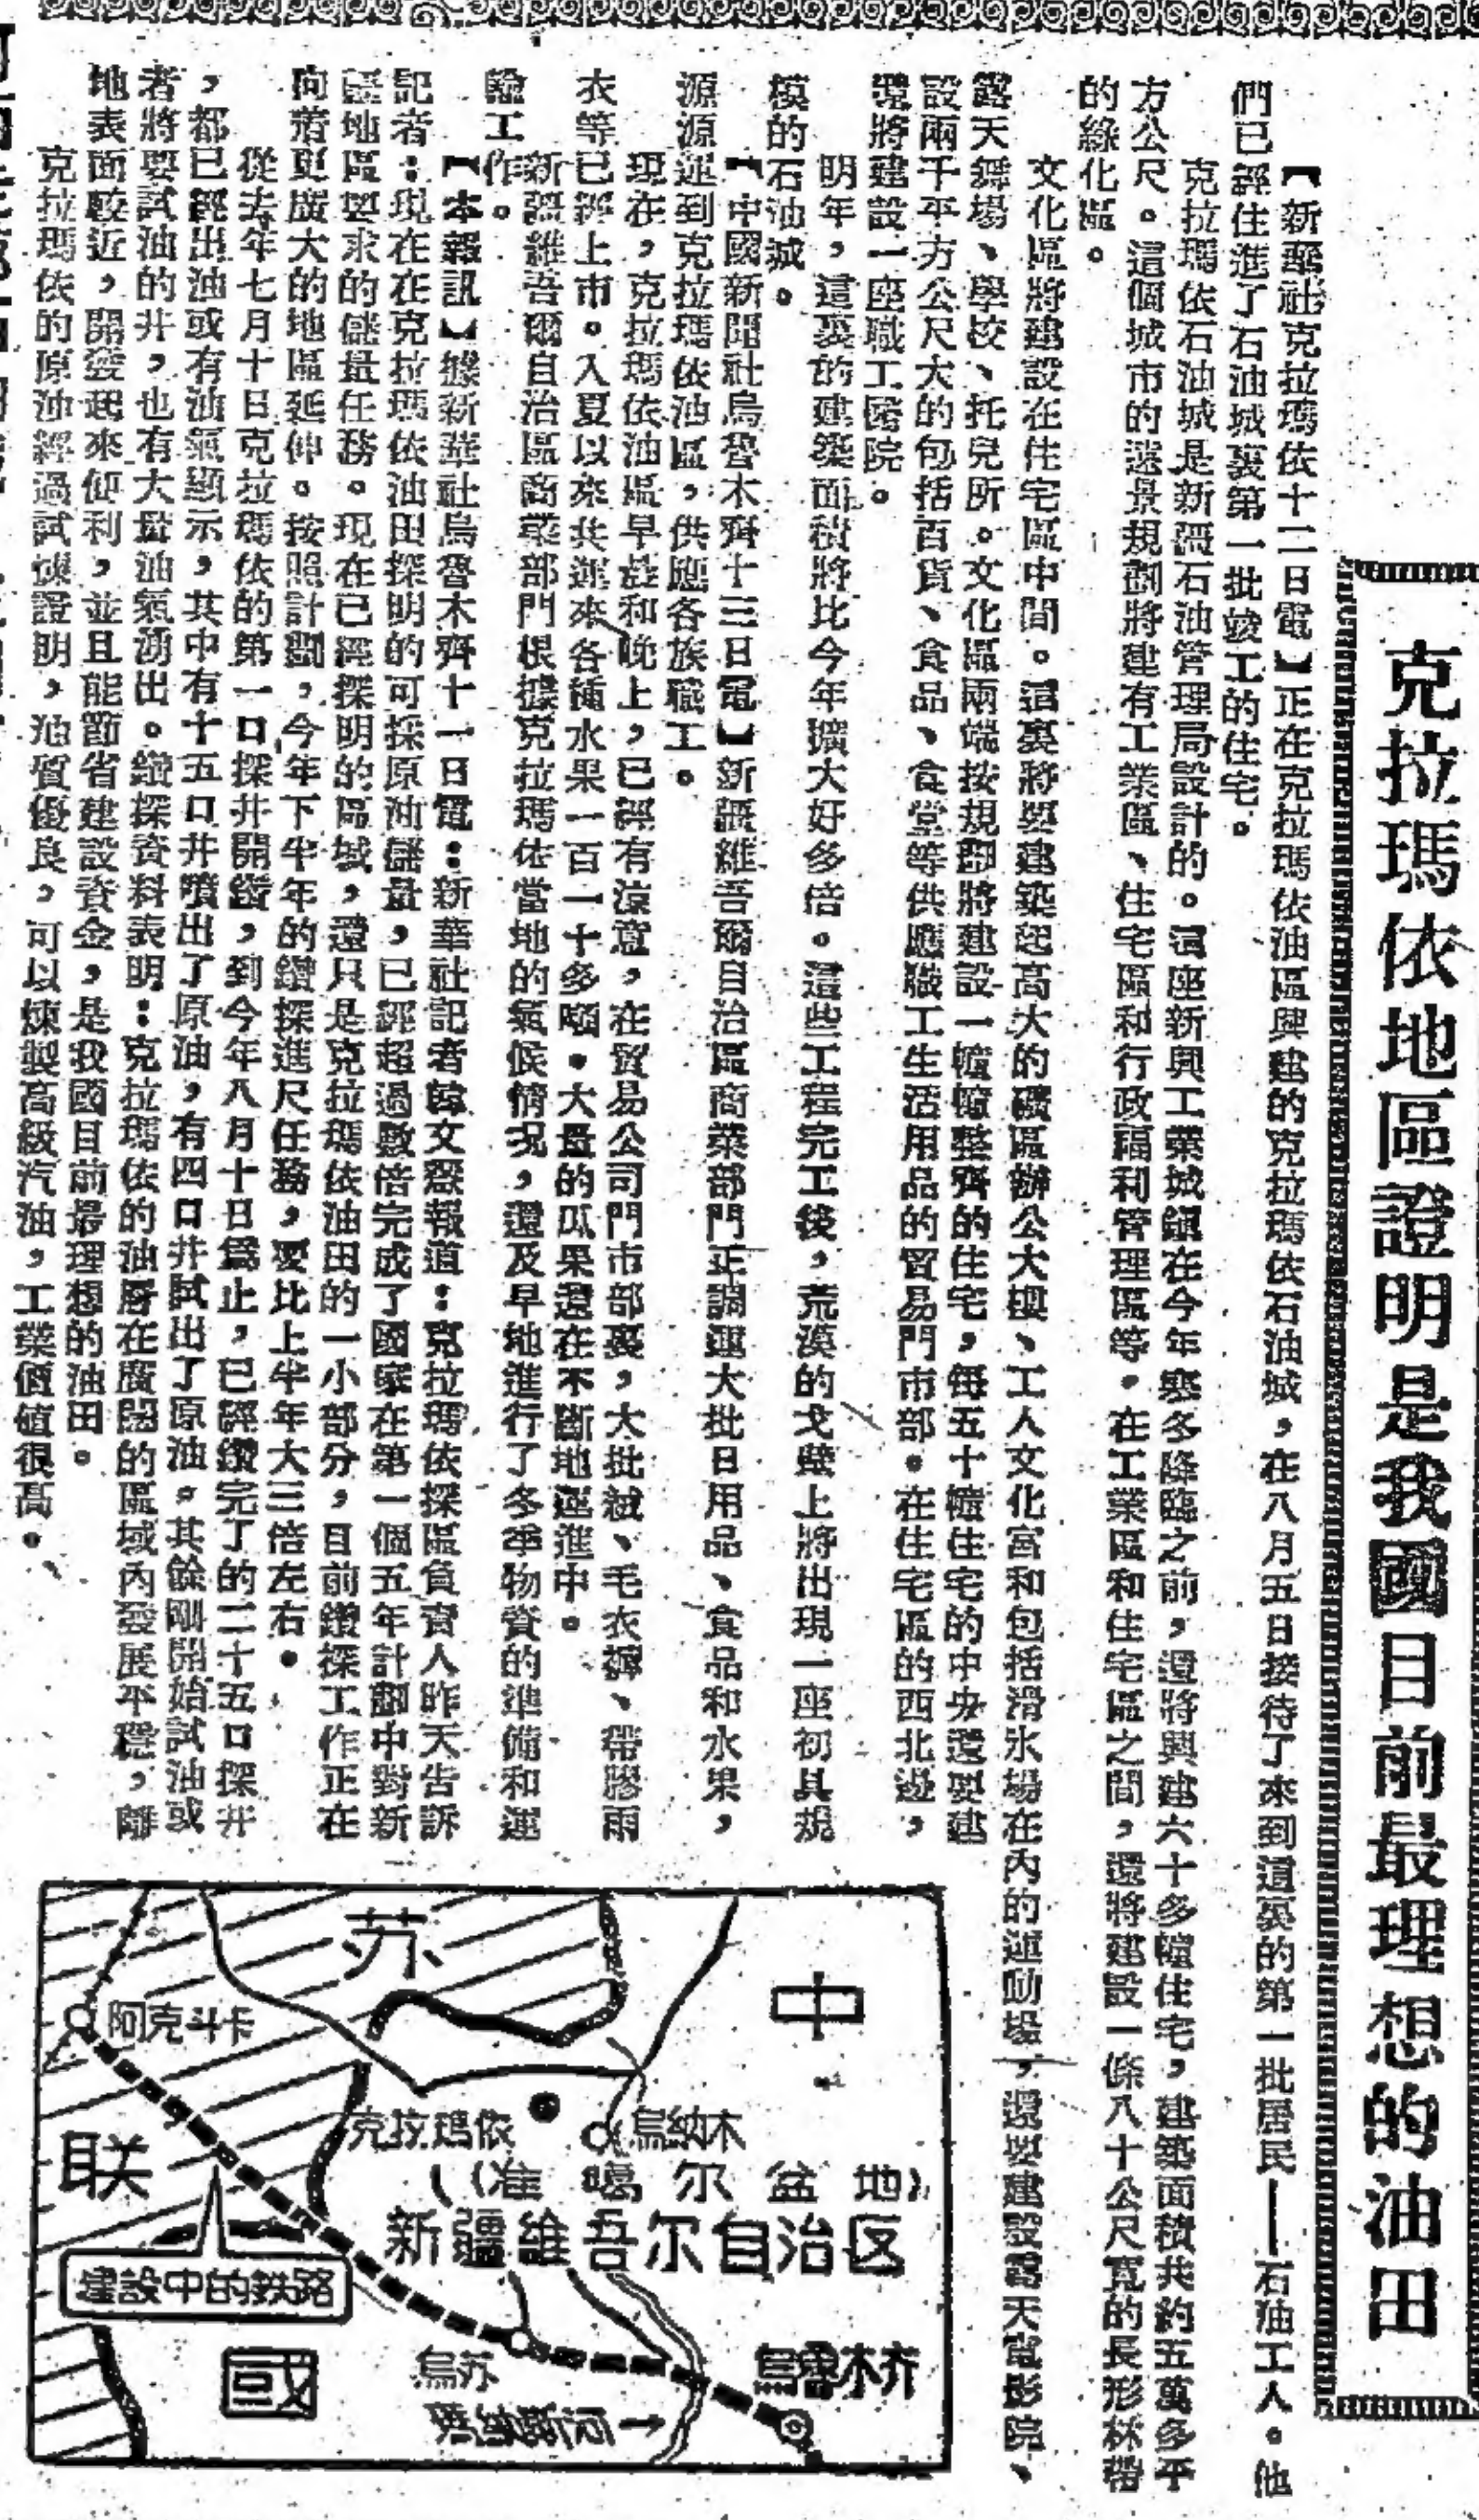 克拉瑪依地區證明是我國目前最理想的油田
【新華社克拉瑪依十二日電】正在克拉瑪依油區興建的克拉瑪依石油城，在八月五日接待了來到這裏的第一批居民——石油工人。他
們已經住進了石油城裏第一批竣工的住宅。
克拉瑪依石油城是新疆石油管理局設計的。這座新興工業城鎮在今年寒冬降臨之前，還將興建六十多幢住宅，建築面積共約五萬多平
方公尺。這個城市的遠景規劃將建有工業區、住宅區和行政福利管理區等。在工業區和住宅區之間，還將建設一條八十公尺寬的長形林帶
的綠化區。
文化區將建設在住宅區中間。這裏將要建築起高大的礦區辦公大樓、工人文化宮和包括滑氷場在內的運動場，還要建設露天電影院、
露天舞場、學校、托兒所。文化區兩端按規即將建設一幢幢整齊的住宅，每五十幢住宅的中央還要建
設兩千平方公尺大的包括百貨、食品、食堂等供應職工生活用品的貿易門市部。在住宅區的西北邊，
還將建設一座職工醫院。
明年，這裏的建築面積將比今年擴大好多倍。這些工程完工後，荒漠的戈壁上將出現一座初具規
模的石油城。
【中國新聞社烏魯木齊十三日電】新疆維吾爾自治區商業部門正調運大批日用品、食品和水果，
源源運到克拉瑪依油區，供應各族職工。
現在，克拉瑪依油區早晨和晚上，已經有涼意，在貿易公司門市部裏，大批絨、毛衣褲、帶膠雨
衣等已經上市。入夏以來共運來各種水果一百一十多噸。大量的瓜果還在不斷地運進中。
新疆維吾爾自治區商業部門根據克拉瑪依當地的氣候情況，還及早地進行了冬季物資的準備和運
輸工作。
【本報訊】據新華社烏魯木齊十一日電：新華社記者韓文慰報道：克拉瑪依探區負責人昨天告訴
記者：現在在克拉瑪依油田探明的可採原油儲量，已經超過數倍完成了國家在第一個五年計劃中對新
區地區要求的儲量任務。現在已經探明的區域，還只是克拉瑪依油田的一小部分，目前鑽探工作正在
向着更廣大的地區延伸。按照計劃，今年下半年的鑽探進尺任務，要比上半年大三倍左右。
從去年七月十日克拉瑪依的第一口探井開鑽，到今年八月十日爲止，已經鑽完了的二十五口探井
，都已經出油或有油氣顯示，其中有十五口井噴出了原油，有四口井試出了原油。其餘剛開始試油或
者將要試油的井，也有大量油氣湧出。鑽探資料表明：克拉瑪依的油層在廣闊的區域內發展平穩，離
地表面較近，開發起來便利，並且能節省建設資金，是我國目前最理想的油田。
克拉瑪依的原油經過試煉證明，油質優良，可以煉製高級汽油，工業價值很高。
苏
中
阿克斗卡
克拉瑪依
烏納木
联
(准噶尔盆地)
新疆維吾尔自治区
建設中的鉄路
國
烏苏
烏魯木齐
瑪納斯河→